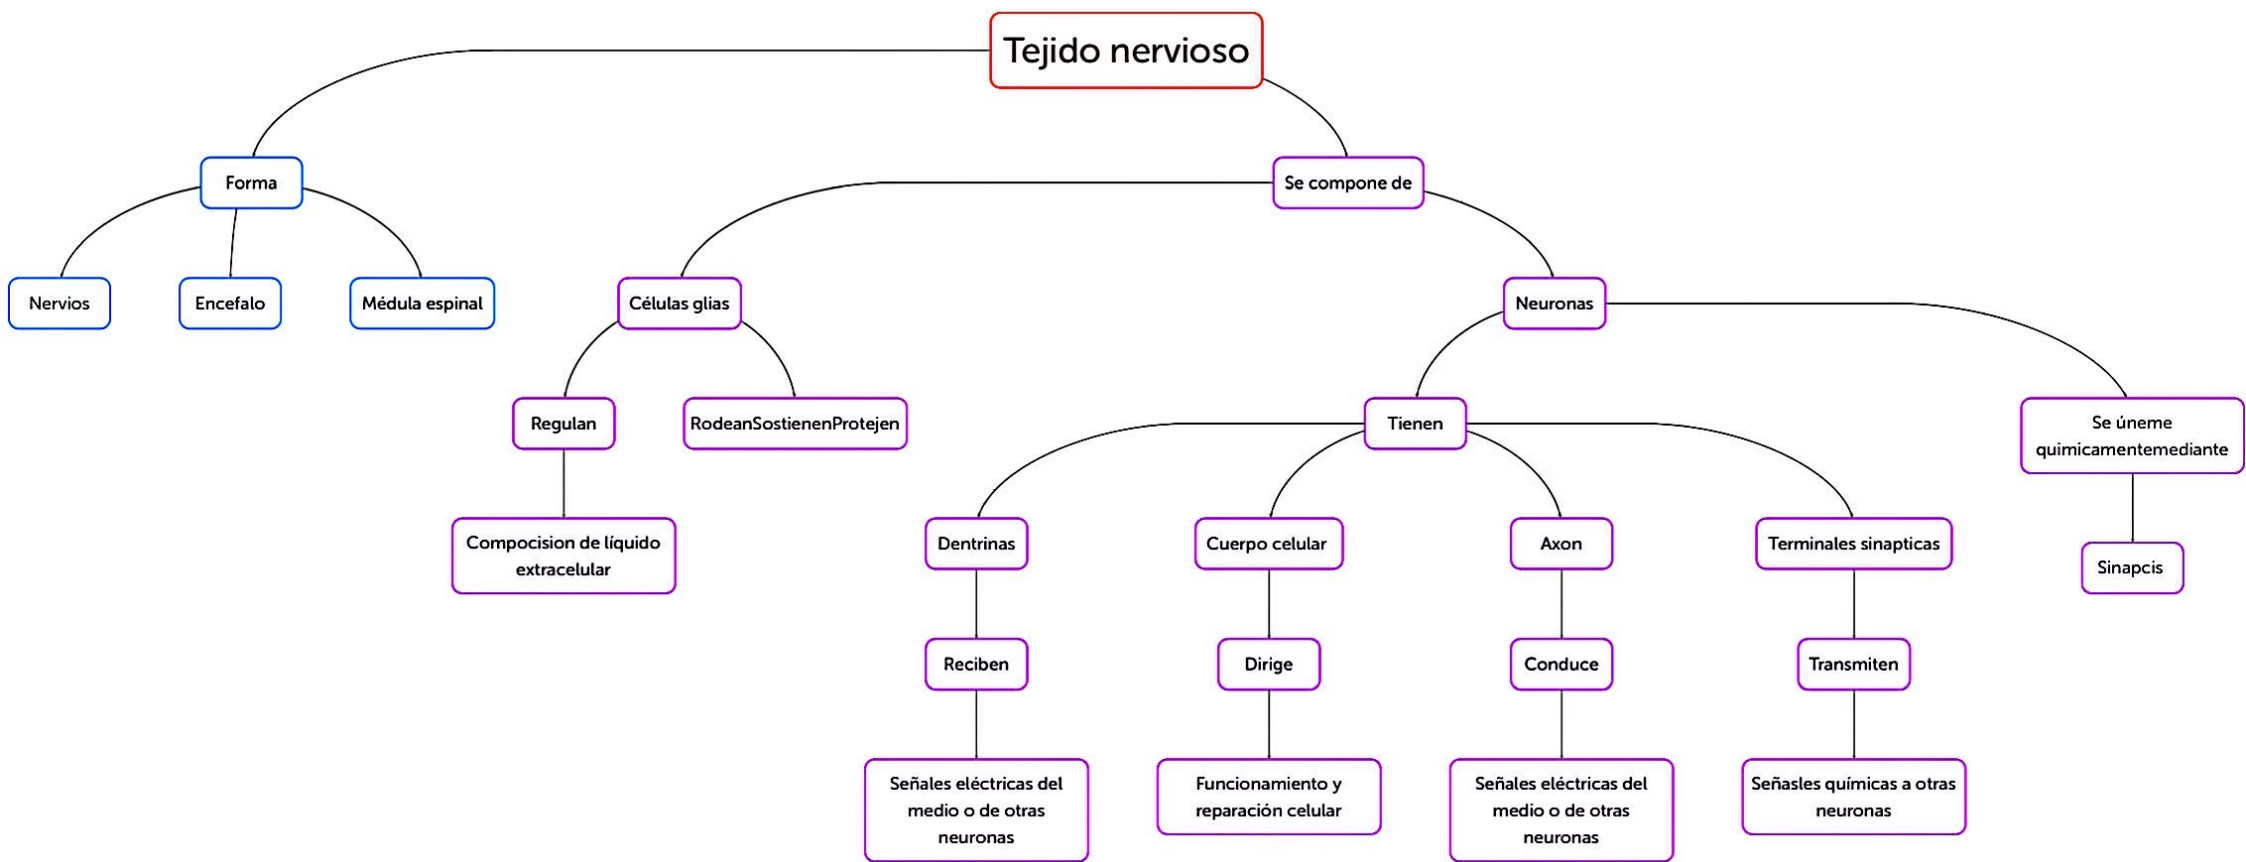 Tejido nervioso
Forma
Se compone de
Nervios
Encefalo
Médula espinal
Células glias
Neuronas
Regulan
RodeanSostienenProtejen
Tienen
Se úneme
quimicamentemediante
Compocision de líquido
extracelular
Dentrinas
Cuerpo celular
Axon
Terminales sinapticas
Sinapcis
Reciben
Dirige
Conduce
Transmiten
Señales eléctricas del
medio o de otras
neuronas
Funcionamiento y
reparación celular
Señales eléctricas del
medio o de otras
neuronas
Señasles químicas a otras
neuronas